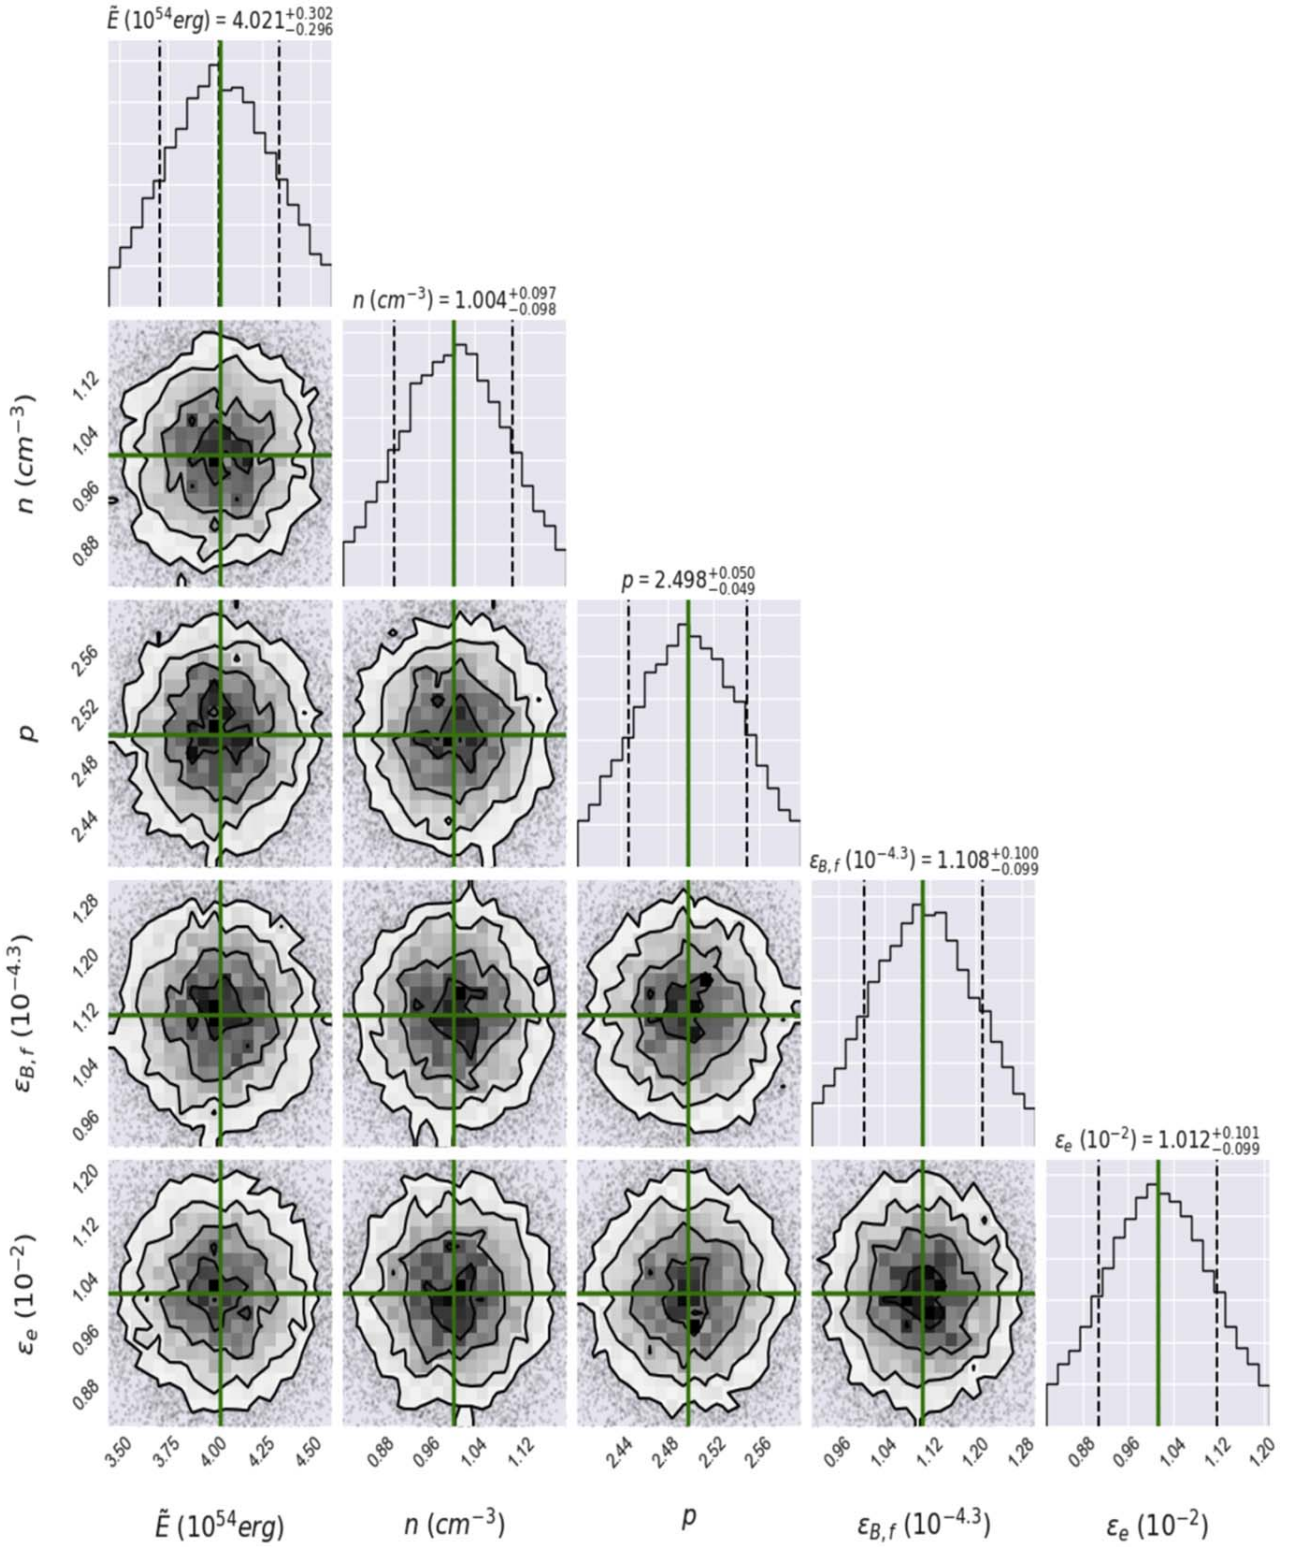 Ẽ (10^54 erg) = 4.021 +0.302 −0.296
n (cm^−3) = 1.004 +0.097 −0.098
n (cm^−3)
1.12
1.04
0.96
0.88
p = 2.498 +0.050 −0.049
p
2.56
2.52
2.48
2.44
ε_B,f (10^−4.3) = 1.108 +0.100 −0.099
ε_B,f (10^−4.3)
1.28
1.20
1.12
1.04
0.96
ε_e (10^−2) = 1.012 +0.101 −0.099
ε_e (10^−2)
1.20
1.12
1.04
0.96
0.88
3.50 3.75 4.00 4.25 4.50 0.88 0.96 1.04 1.12 2.44 2.48 2.52 2.56 0.96 1.04 1.12 1.20 1.28 0.88 0.96 1.04 1.12 1.20
Ẽ (10^54 erg) n (cm^−3) p ε_B,f (10^−4.3) ε_e (10^−2)